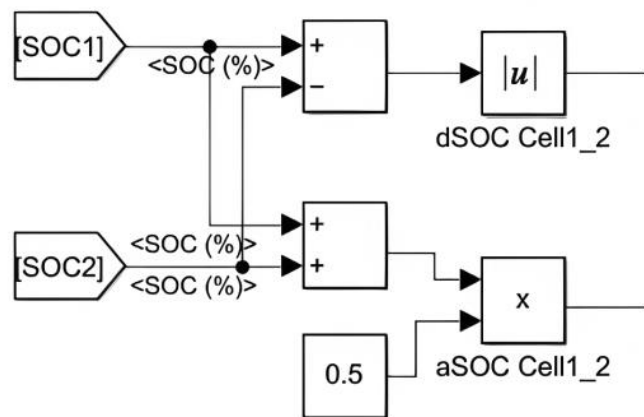 [SOC1]
<SOC (%)>
+
−
|u|
dSOC Cell1_2
[SOC2]
<SOC (%)>
<SOC (%)>
+
+
x
0.5
aSOC Cell1_2